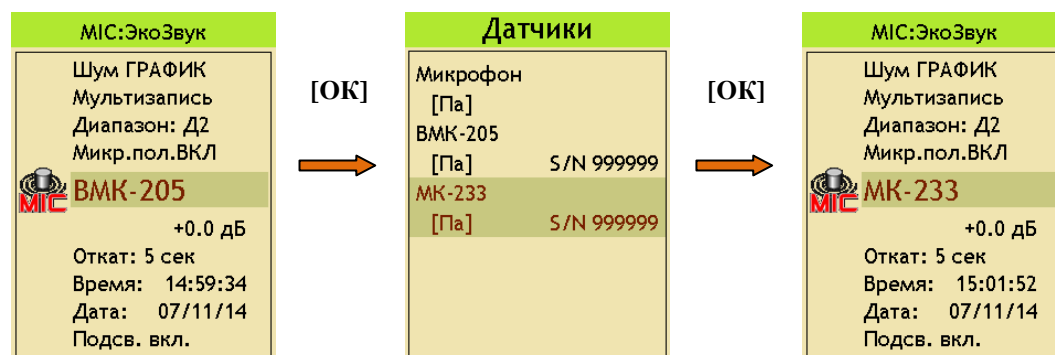 MIC:ЭкоЗвук
Шум ГРАФИК
Мультизапись
Диапазон: Д2
Микр.пол.ВКЛ
MIC
ВМК-205
+0.0 дБ
Откат: 5 сек
Время: 14:59:34
Дата: 07/11/14
Подсв. вкл.
[ОК]
Датчики
Микрофон
[Па]
ВМК-205
[Па] S/N 999999
МК-233
[Па] S/N 999999
[ОК]
MIC:ЭкоЗвук
Шум ГРАФИК
Мультизапись
Диапазон: Д2
Микр.пол.ВКЛ
MIC
МК-233
+0.0 дБ
Откат: 5 сек
Время: 15:01:52
Дата: 07/11/14
Подсв. вкл.